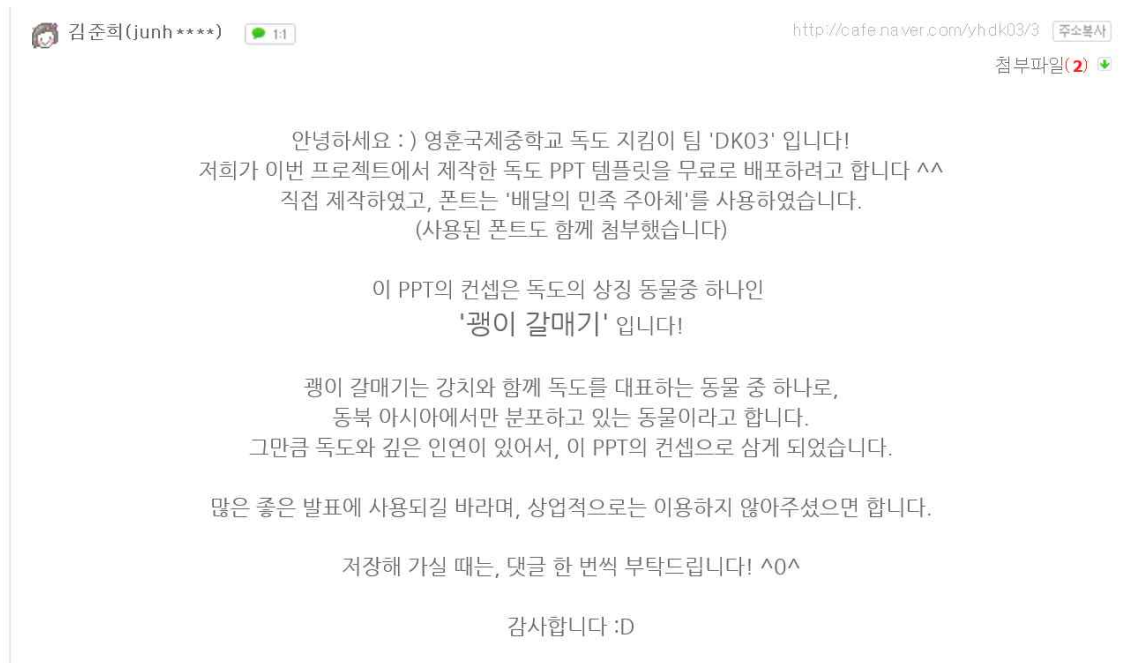 김준희(junh****) 1:1
http://cafe.naver.com/yhdk03/3 주소복사
첨부파일(2)
안녕하세요 : ) 영훈국제중학교 독도 지킴이 팀 'DK03' 입니다!
저희가 이번 프로젝트에서 제작한 독도 PPT 템플릿을 무료로 배포하려고 합니다 ^^
직접 제작하였고, 폰트는 '배달의 민족 주아체'를 사용하였습니다.
(사용된 폰트도 함께 첨부했습니다)
이 PPT의 컨셉은 독도의 상징 동물중 하나인
'괭이 갈매기' 입니다!
괭이 갈매기는 강치와 함께 독도를 대표하는 동물 중 하나로,
동북 아시아에서만 분포하고 있는 동물이라고 합니다.
그만큼 독도와 깊은 인연이 있어서, 이 PPT의 컨셉으로 삼게 되었습니다.
많은 좋은 발표에 사용되길 바라며, 상업적으로는 이용하지 않아주셨으면 합니다.
저장해 가실 때는, 댓글 한 번씩 부탁드립니다! ^0^
감사합니다 :D